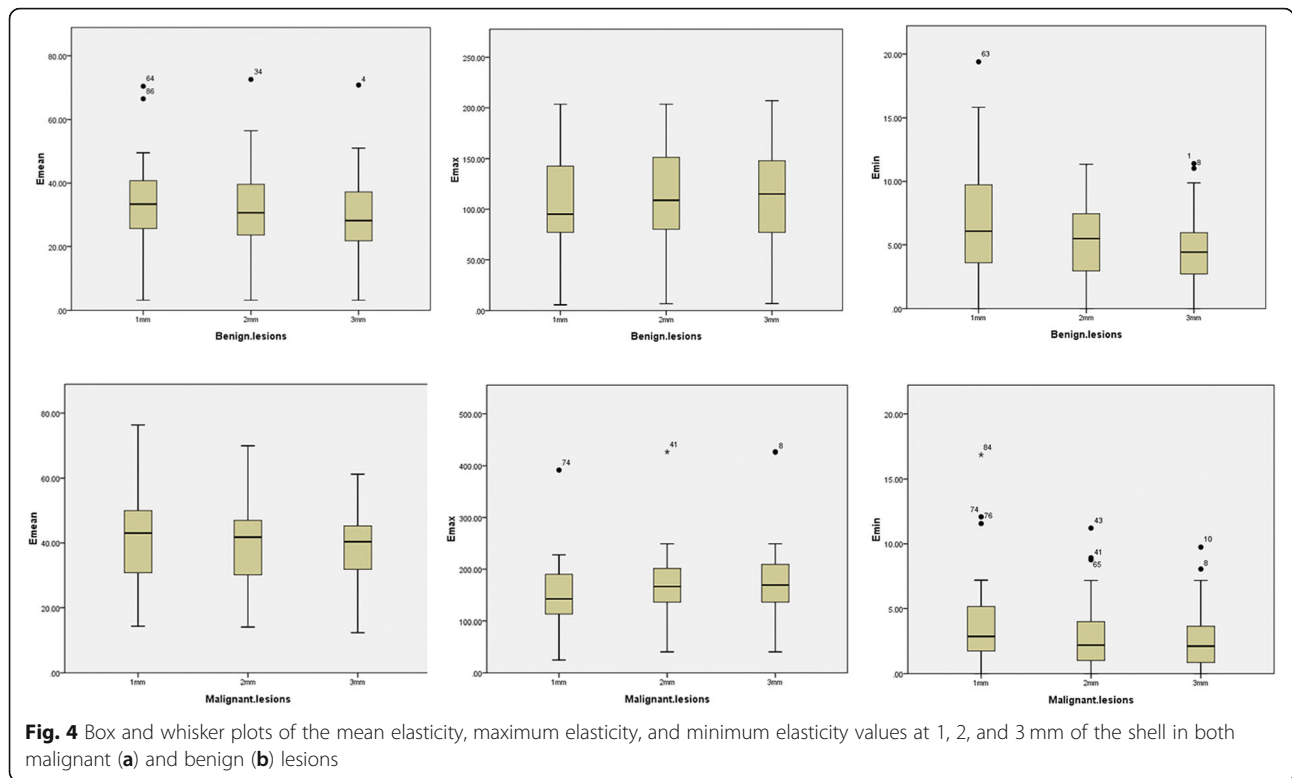 80.00
60.00
40.00
20.00
.00
Emean
64
86
34
4
1mm 2mm 3mm
Benign.lesions
250.00
200.00
150.00
100.00
50.00
.00
Emax
1mm 2mm 3mm
Benign.lesions
20.00
15.00
10.00
5.00
.00
Emin
63
1
8
1mm 2mm 3mm
Benign.lesions
80.00
60.00
40.00
20.00
.00
Emean
1mm 2mm 3mm
Malignant.lesions
500.00
400.00
300.00
200.00
100.00
.00
Emax
74
41
8
1mm 2mm 3mm
Malignant.lesions
20.00
15.00
10.00
5.00
.00
Emin
84
74 76
43
41
65
10
8
1mm 2mm 3mm
Malignant.lesions
Fig. 4 Box and whisker plots of the mean elasticity, maximum elasticity, and minimum elasticity values at 1, 2, and 3 mm of the shell in both
malignant (a) and benign (b) lesions